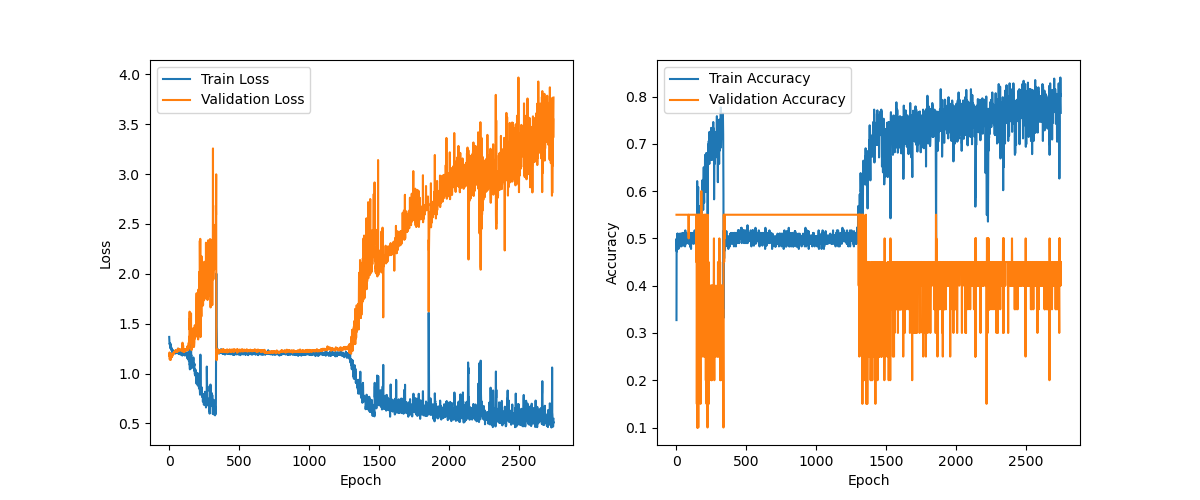 Train Loss
Validation Loss
4.0
3.5
3.0
2.5
2.0
1.5
1.0
0.5
Loss
0 500 1000 1500 2000 2500
Epoch
Train Accuracy
Validation Accuracy
0.8
0.7
0.6
0.5
0.4
0.3
0.2
0.1
Accuracy
0 500 1000 1500 2000 2500
Epoch